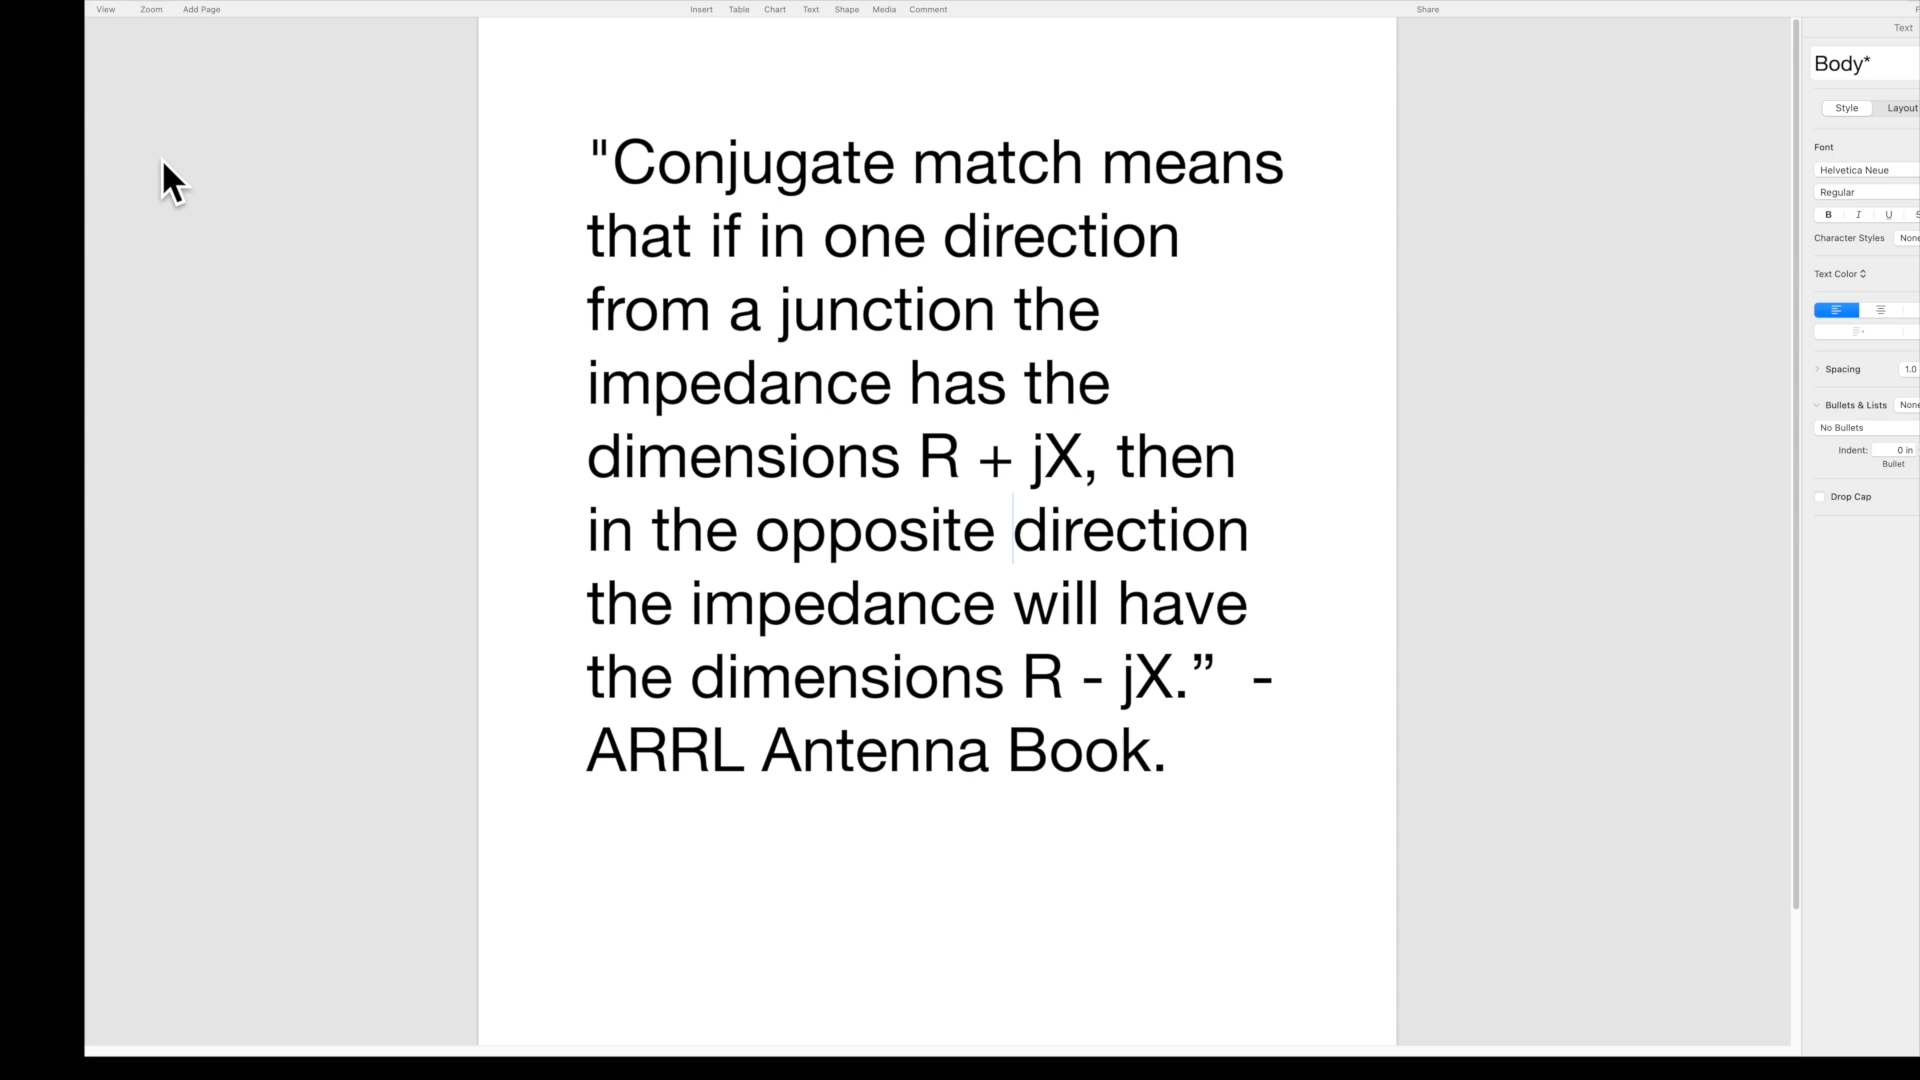 View Zoom Add Page Insert Table Chart Text Shape Media Comment Share
Text
Body*
Style Layout
Font
Helvetica Neue
Regular
B I U
Character Styles None
Text Color
Spacing 1.0
Bullets & Lists None
No Bullets
Indent: 0 in
Bullet
Drop Cap
"Conjugate match means
that if in one direction
from a junction the
impedance has the
dimensions R + jX, then
in the opposite direction
the impedance will have
the dimensions R - jX.”  -
ARRL Antenna Book.